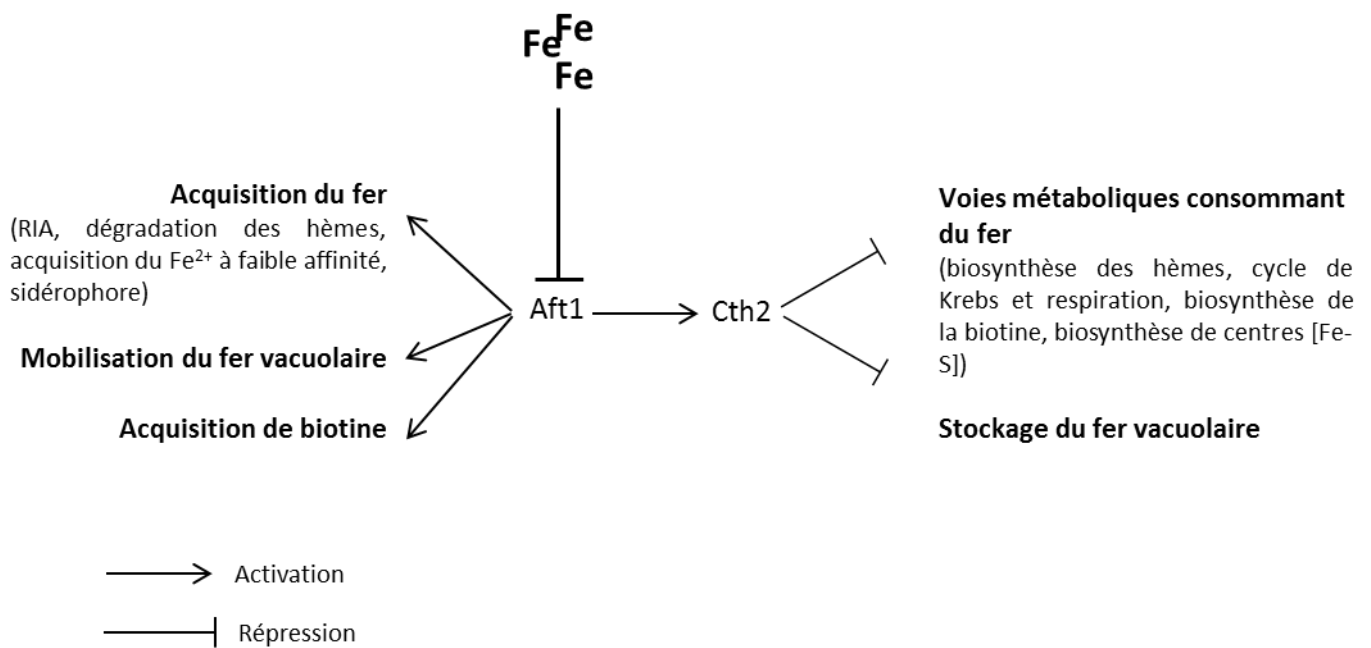 Fe
Fe
Fe
Acquisition du fer
(RIA, dégradation des hèmes,
acquisition du Fe²⁺ à faible affinité,
sidérophore)
Mobilisation du fer vacuolaire
Acquisition de biotine
Aft1
Cth2
Voies métaboliques consommant
du fer
(biosynthèse des hèmes, cycle de
Krebs et respiration, biosynthèse de
la biotine, biosynthèse de centres [Fe-
S])
Stockage du fer vacuolaire
Activation
Répression